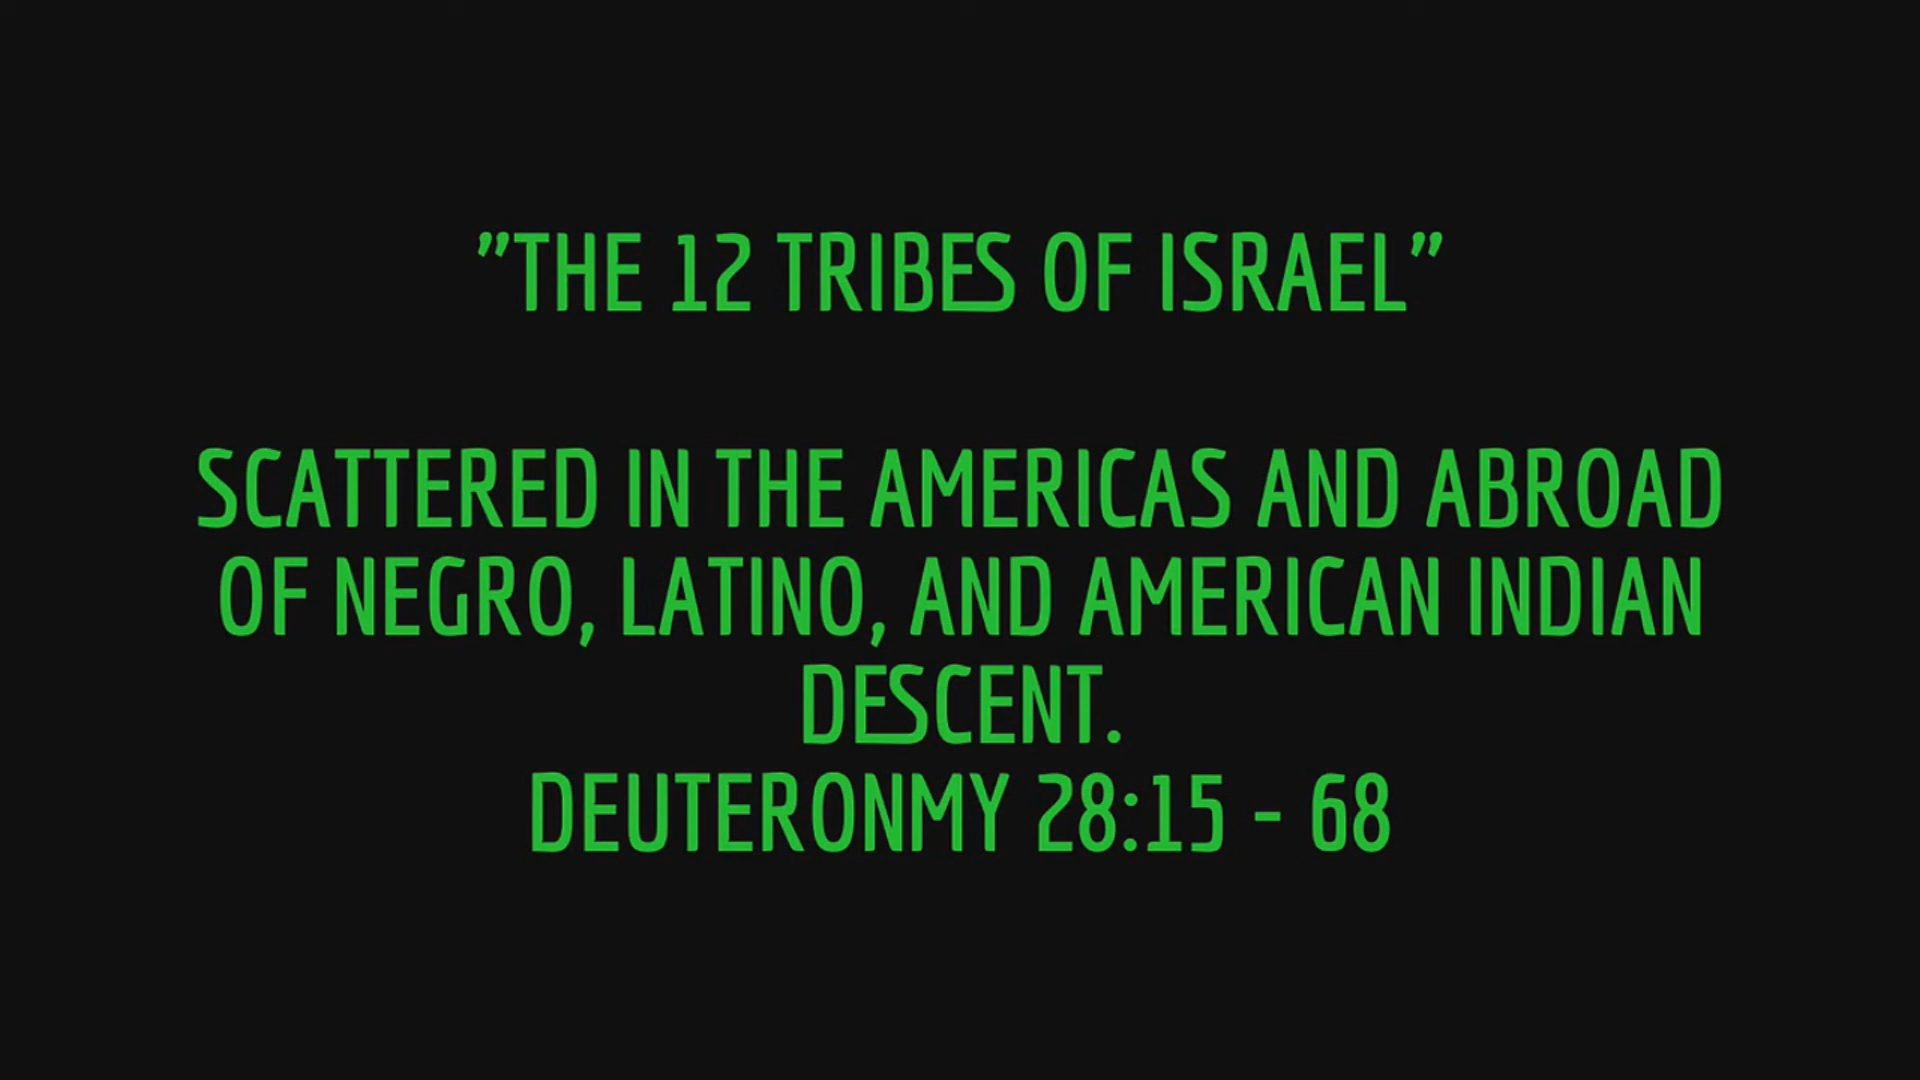 ”THE 12 TRIBES OF ISRAEL”
SCATTERED IN THE AMERICAS AND ABROAD
OF NEGRO, LATINO, AND AMERICAN INDIAN
DESCENT.
DEUTERONMY 28:15 - 68